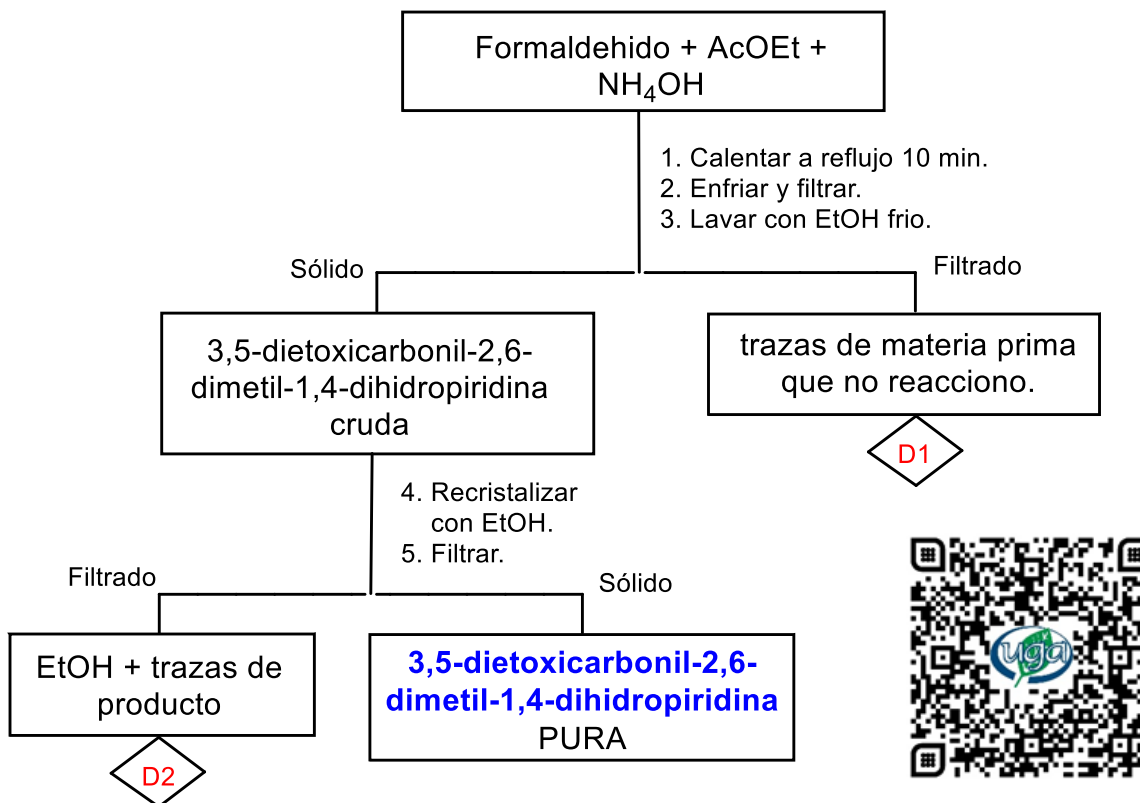 Formaldehido + AcOEt +
NH₄OH
1. Calentar a reflujo 10 min.
2. Enfriar y filtrar.
3. Lavar con EtOH frio.
Sólido
Filtrado
3,5-dietoxicarbonil-2,6-
dimetil-1,4-dihidropiridina
cruda
trazas de materia prima
que no reacciono.
D1
4. Recristalizar
con EtOH.
5. Filtrar.
Filtrado
Sólido
EtOH + trazas de
producto
3,5-dietoxicarbonil-2,6-
dimetil-1,4-dihidropiridina
PURA
D2
uga